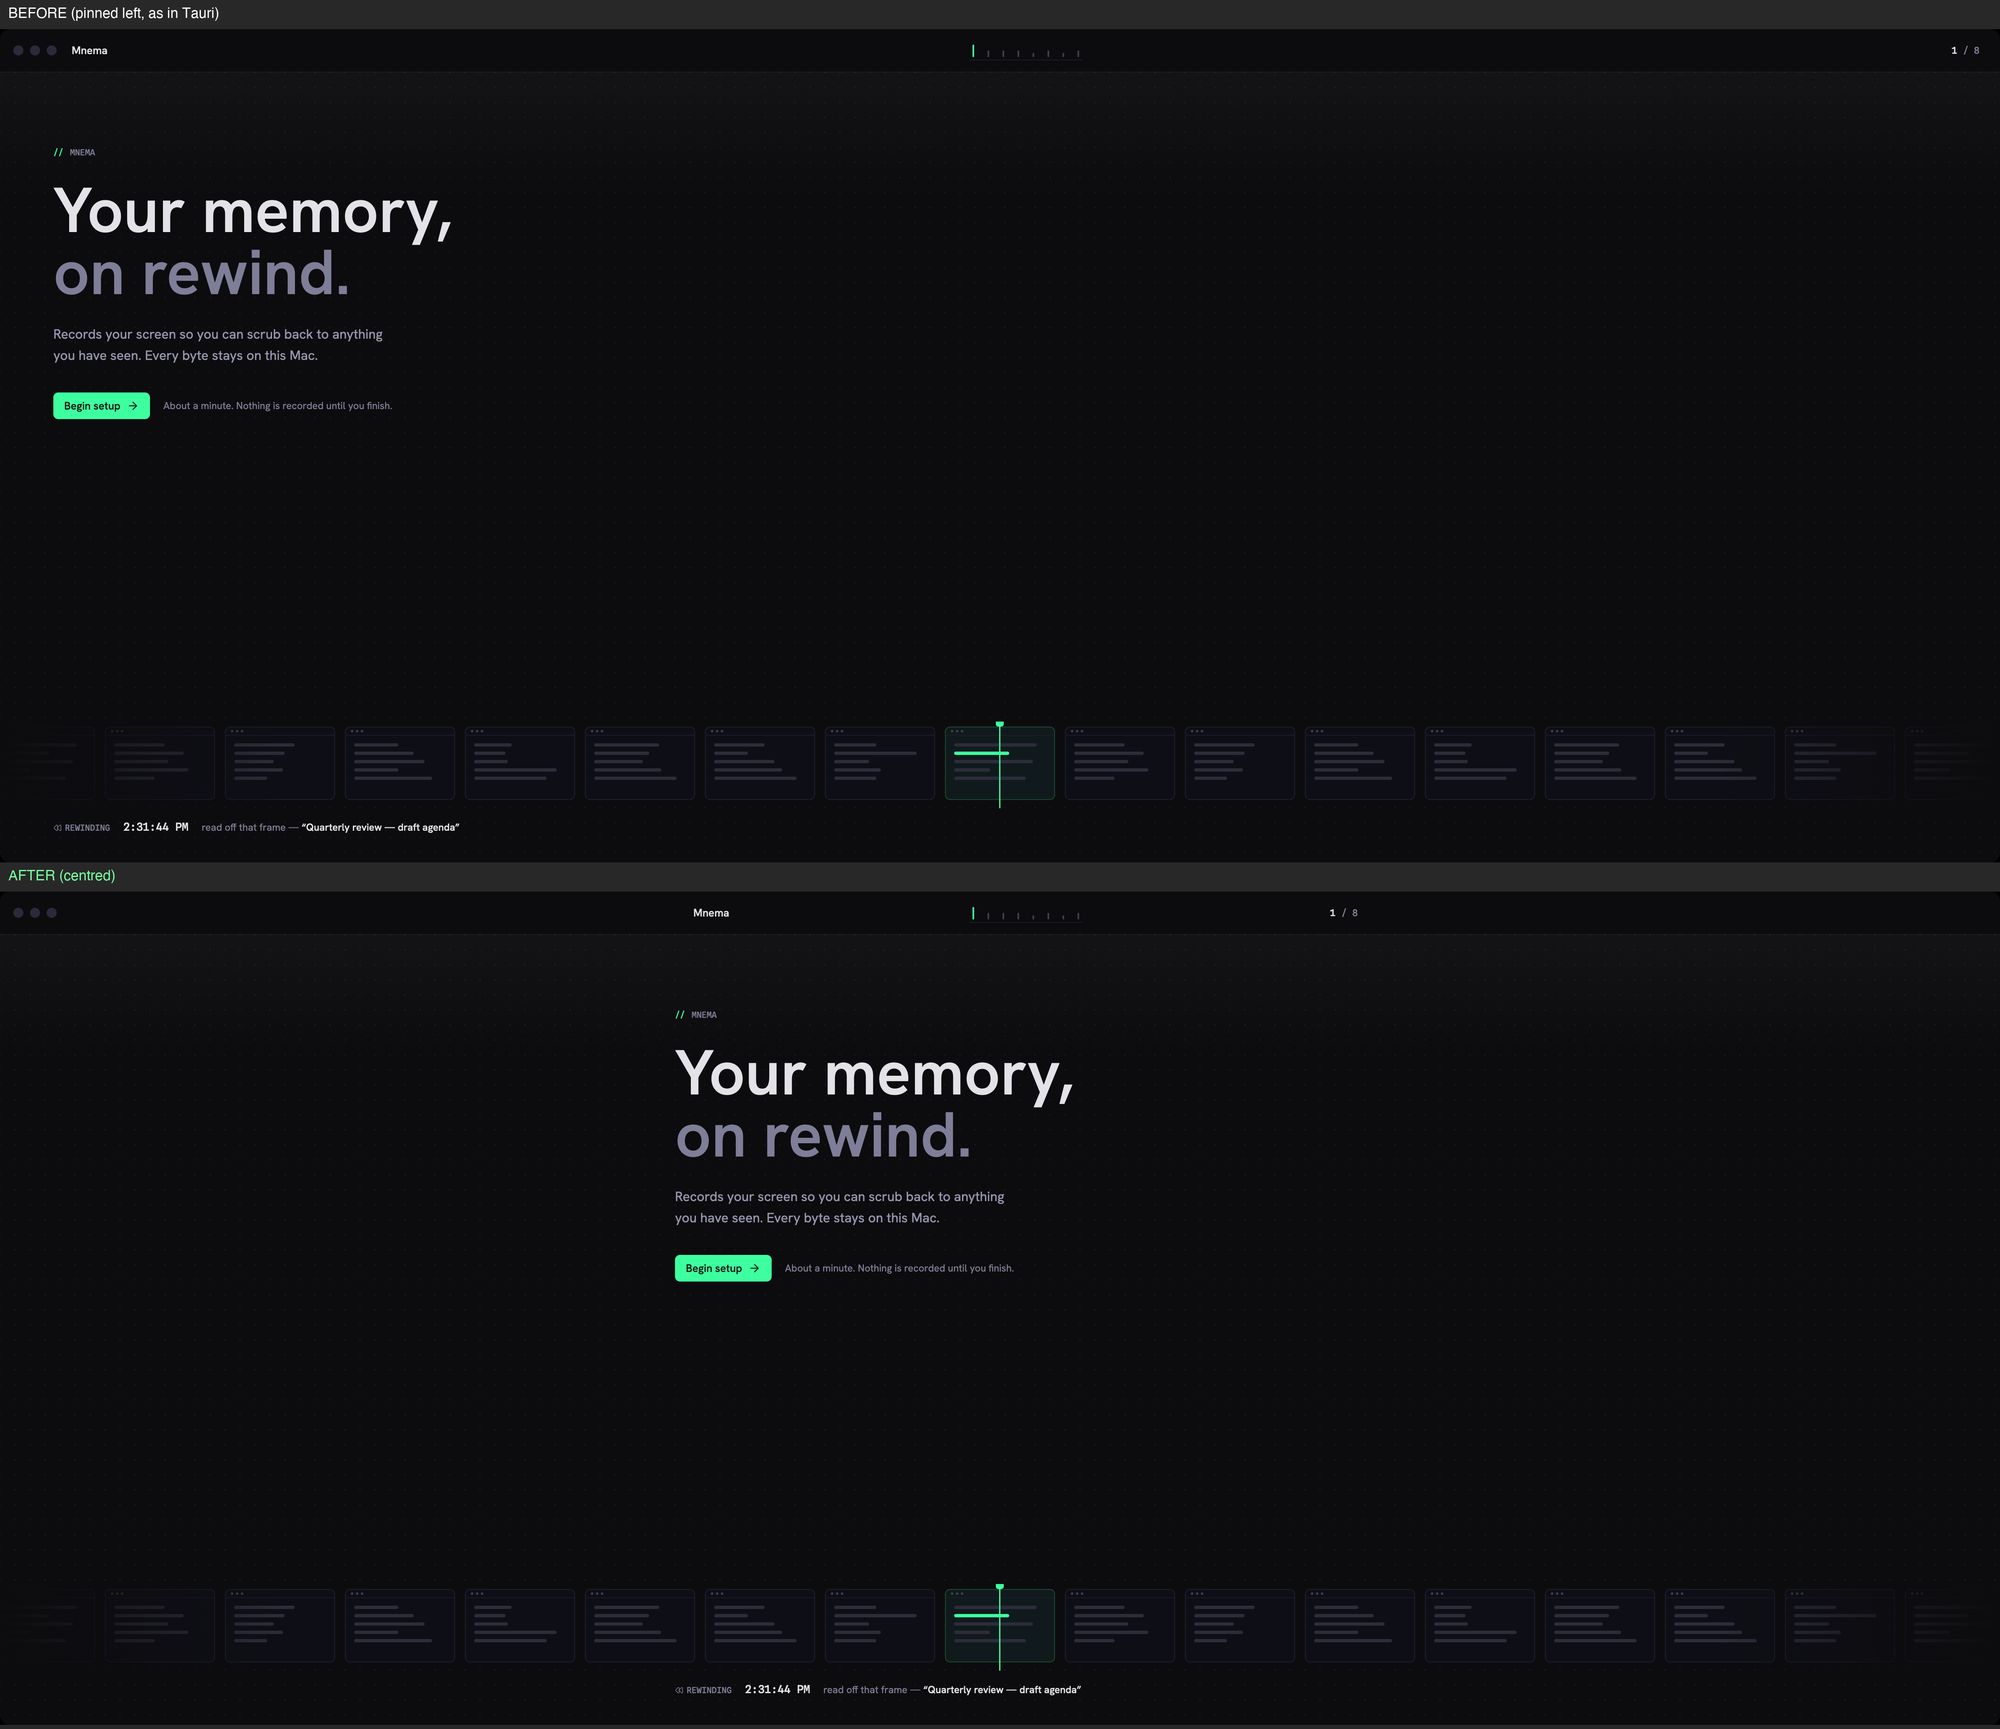 BEFORE (pinned left, as in Tauri)
Mnema
1 / 8
// MNEMA
Your memory,
on rewind.
Records your screen so you can scrub back to anything
you have seen. Every byte stays on this Mac.
Begin setup → About a minute. Nothing is recorded until you finish.
REWINDING 2:31:44 PM read off that frame — “Quarterly review — draft agenda”
AFTER (centred)
Mnema
1 / 8
// MNEMA
Your memory,
on rewind.
Records your screen so you can scrub back to anything
you have seen. Every byte stays on this Mac.
Begin setup → About a minute. Nothing is recorded until you finish.
REWINDING 2:31:44 PM read off that frame — “Quarterly review — draft agenda”